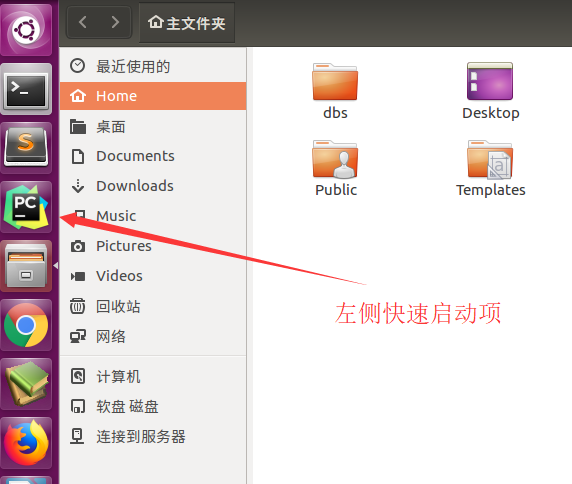 主文件夹
最近使用的
Home
桌面
Documents
Downloads
Music
Pictures
Videos
回收站
网络
计算机
软盘 磁盘
连接到服务器
dbs
Desktop
Public
Templates
左侧快速启动项
PC